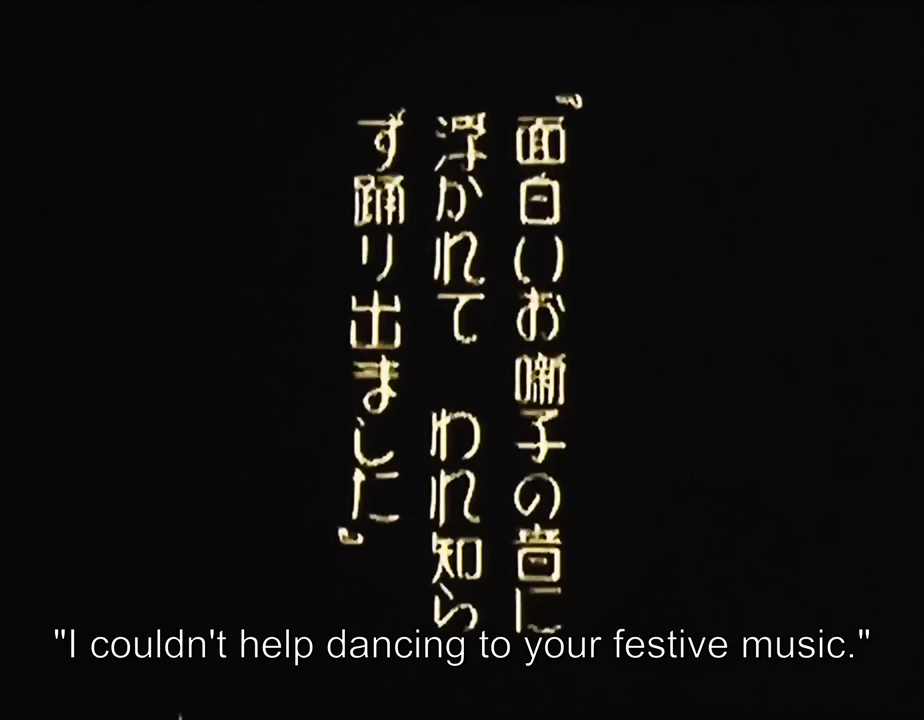 『面白いお囃子の音に
浮かれて われ知ら
ず踊り出ました』
"I couldn't help dancing to your festive music."